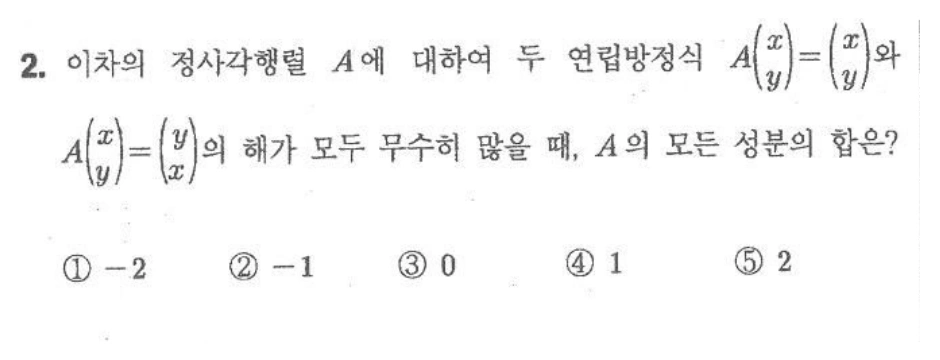 2. 이차의 정사각행렬 A에 대하여 두 연립방정식 A(x y)=(x y)와
A(x y)=(y x)의 해가 모두 무수히 많을 때, A의 모든 성분의 합은?
① -2 ② -1 ③ 0 ④ 1 ⑤ 2